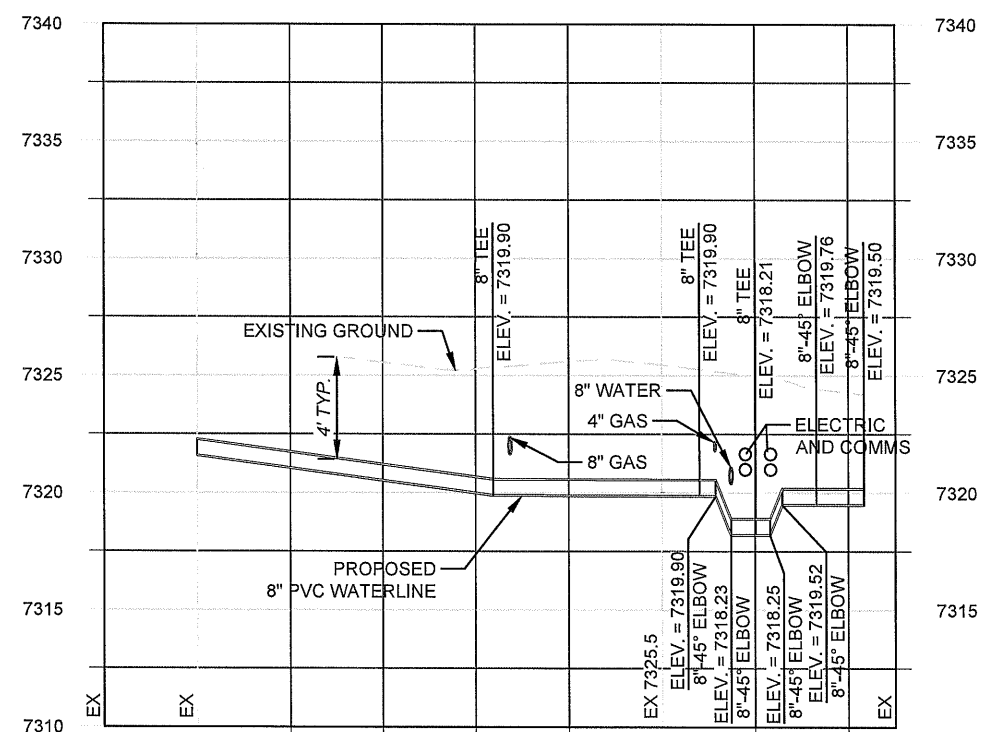 7340
7340
7335
7335
7330
7330
8" TEE
ELEV. = 7319.90
8" TEE
ELEV. = 7319.90
8" TEE
ELEV. = 7318.21
8"-45° ELBOW
ELEV. = 7319.76
8"-45° ELBOW
ELEV. = 7319.50
EXISTING GROUND
7325
7325
4' TYP.
8" WATER
4" GAS
8" GAS
ELECTRIC
AND COMMS
7320
7320
PROPOSED
8" PVC WATERLINE
7315
7315
EX
EX
EX 7325.5
ELEV. = 7319.90
8"-45° ELBOW
ELEV. = 7318.23
8"-45° ELBOW
ELEV. = 7318.25
8"-45° ELBOW
ELEV. = 7319.52
8"-45° ELBOW
EX
7310
7310